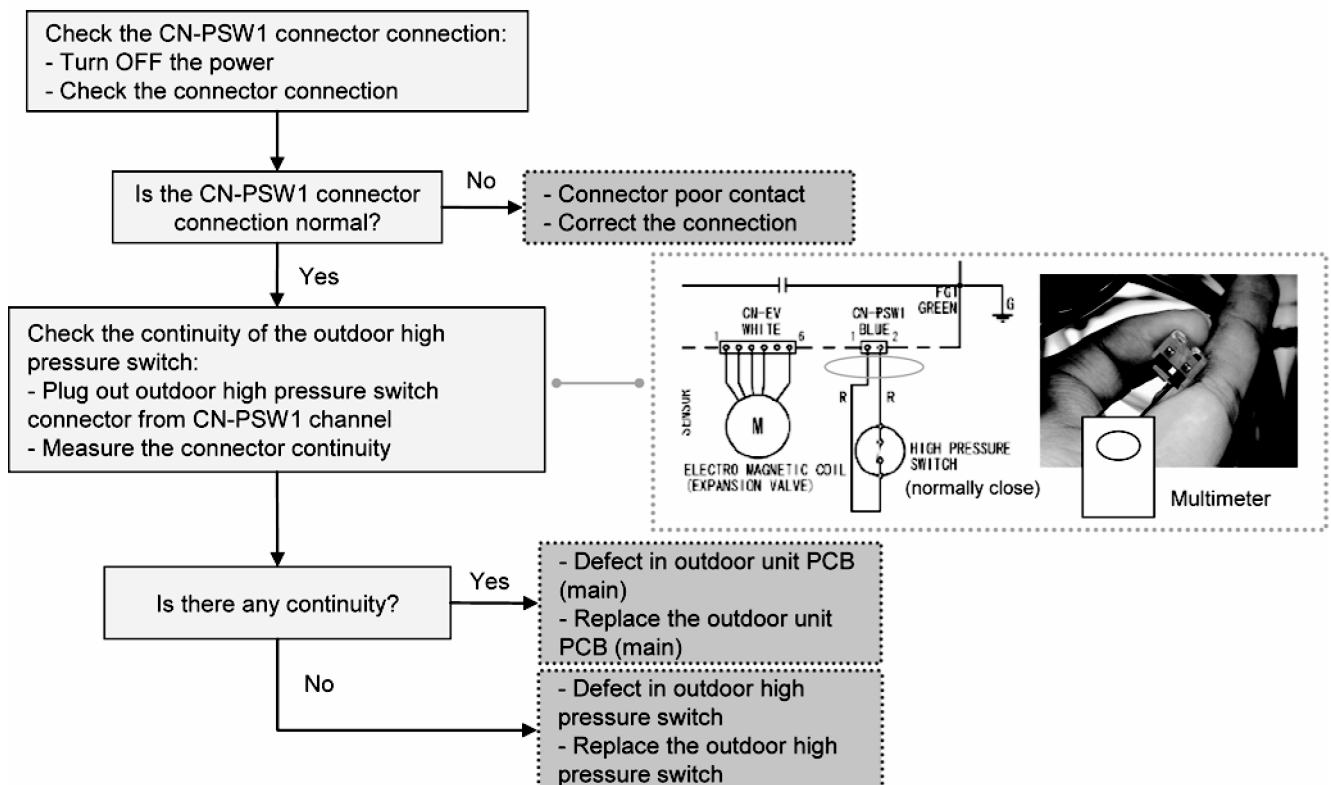 Check the CN-PSW1 connector connection:
- Turn OFF the power
- Check the connector connection
Is the CN-PSW1 connector
connection normal?
No
- Connector poor contact
- Correct the connection
Yes
Check the continuity of the outdoor high
pressure switch:
- Plug out outdoor high pressure switch
connector from CN-PSW1 channel
- Measure the connector continuity
FG1
GREEN
G
CN-EV
WHITE
1
6
CN-PSW1
BLUE
1
2
SENSOR
R
R
M
ELECTRO MAGNETIC COIL
(EXPANSION VALVE)
HIGH PRESSURE
SWITCH
(normally close)
Multimeter
Is there any continuity?
Yes
- Defect in outdoor unit PCB
(main)
- Replace the outdoor unit
PCB (main)
No
- Defect in outdoor high
pressure switch
- Replace the outdoor high
pressure switch